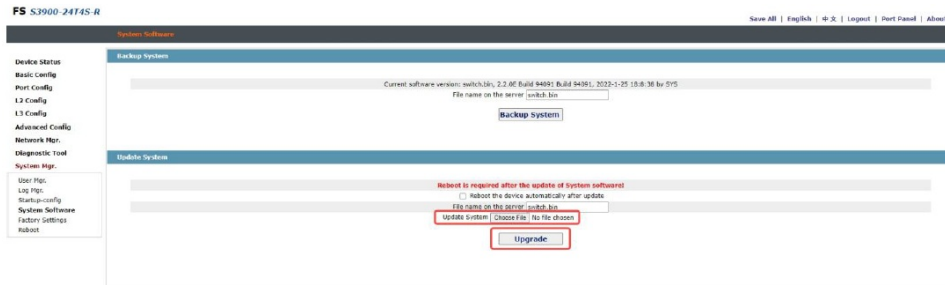 FS S3900-24T4S-R
Save All | English | 中文 | Logout | Port Panel | About
System Software
Device Status
Basic Config
Port Config
L2 Config
L3 Config
Advanced Config
Network Mgr.
Diagnostic Tool
System Mgr.
User Mgr.
Log Mgr.
Startup-config
System Software
Factory Settings
Reboot
Backup System
Current software version: switch.bin, 2.2.0E Build 94091 Build 94091, 2022-1-25 18:8:38 by SYS
File name on the server switch.bin
Backup System
Update System
Reboot is required after the update of System software!
Reboot the device automatically after update
File name on the server switch.bin
Update System Choose File No file chosen
Upgrade